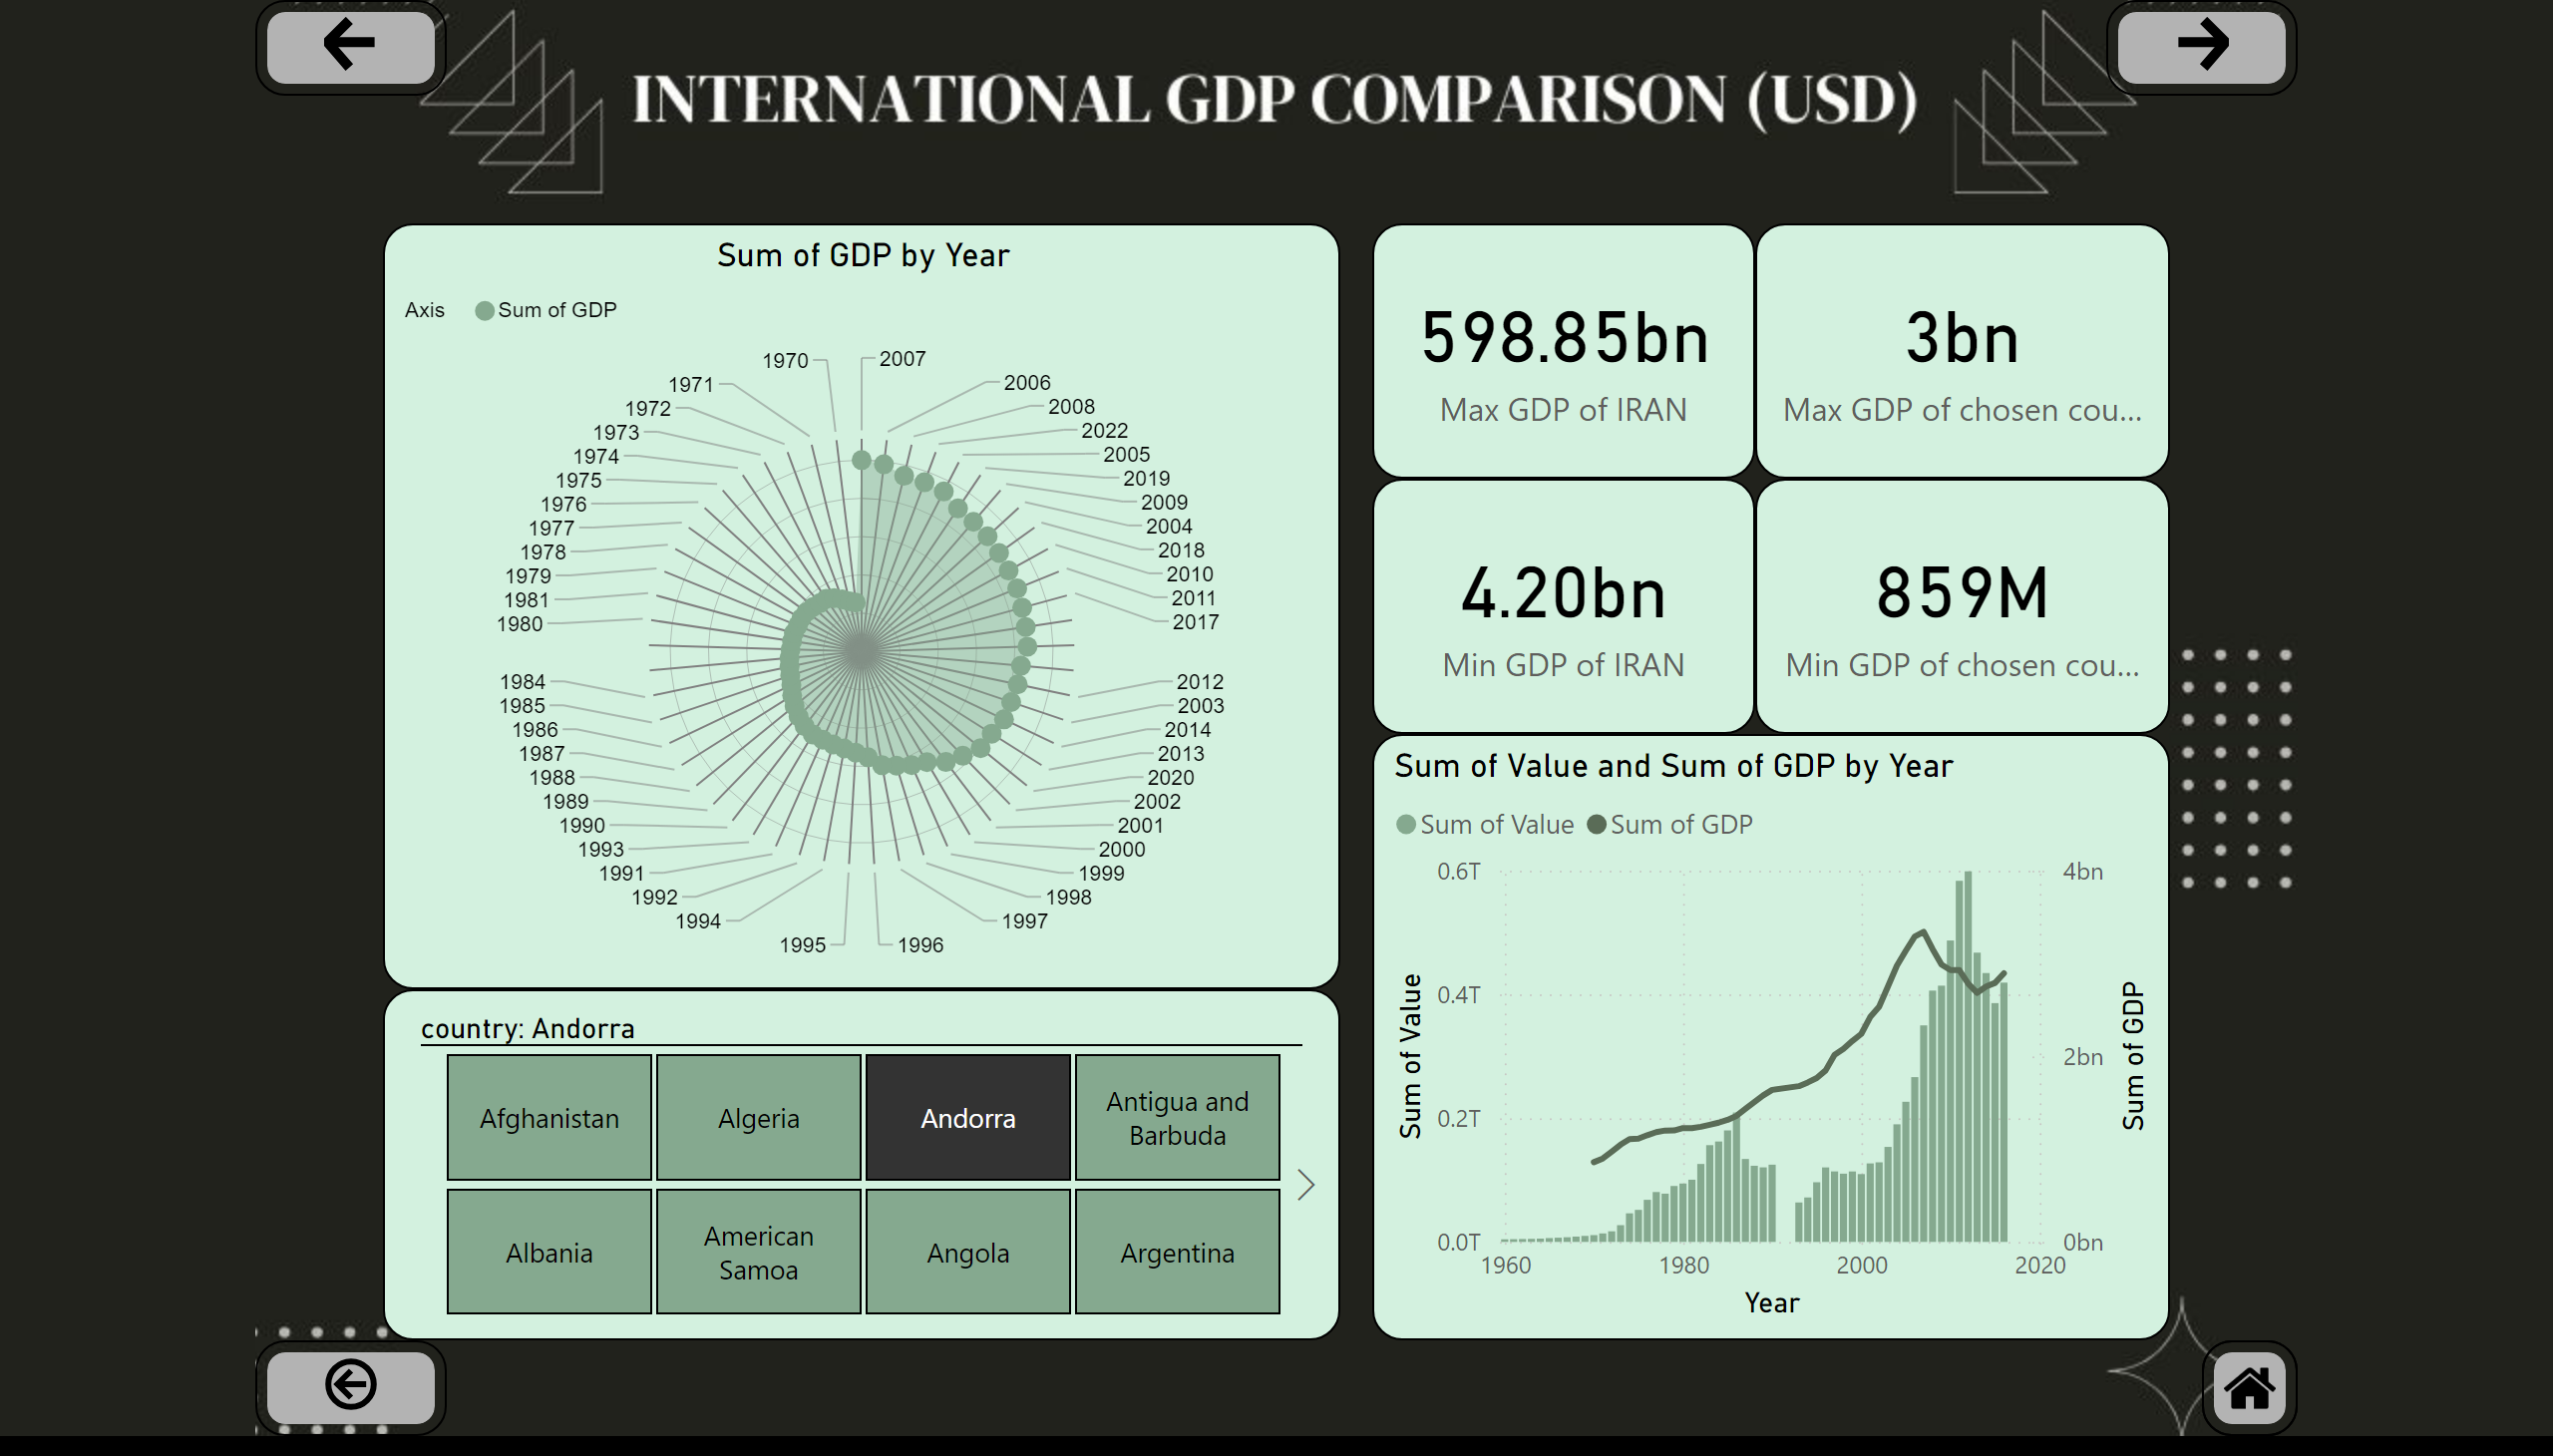 INTERNATIONAL GDP COMPARISON (USD)
Sum of GDP by Year
Axis Sum of GDP
1970 2007
1971 2006
1972 2008
1973 2022
1974 2005
1975 2019
1976 2009
1977 2004
1978 2018
1979 2010
1981 2011
1980 2017
1984 2012
1985 2003
1986 2014
1987 2013
1988 2020
1989 2002
1990 2001
1993 2000
1991 1999
1992 1998
1994 1997
1995 1996
country: Andorra
Afghanistan
Algeria
Andorra
Antigua and
Barbuda
Albania
American
Samoa
Angola
Argentina
598.85bn
Max GDP of IRAN
3bn
Max GDP of chosen cou...
4.20bn
Min GDP of IRAN
859M
Min GDP of chosen cou...
Sum of Value and Sum of GDP by Year
Sum of Value Sum of GDP
0.6T 4bn
0.4T
2bn
0.2T
0.0T 0bn
1960 1980 2000 2020
Year
Sum of Value
Sum of GDP